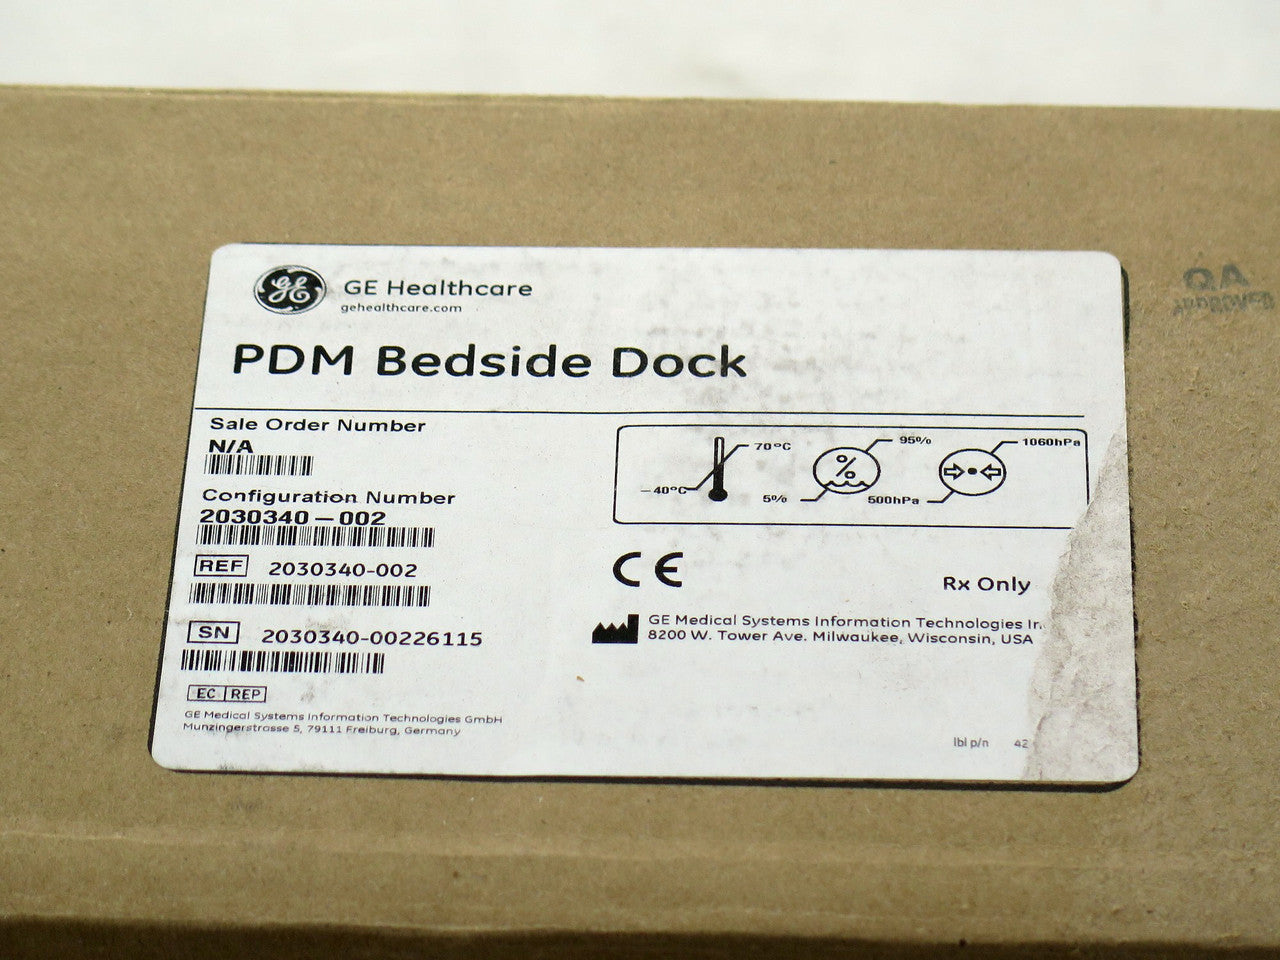 GE Healthcare
gehealthcare.com
PDM Bedside Dock
Sale Order Number
N/A
Configuration Number
2030340-002
REF 2030340-002
SN 2030340-00226115
EC REP
GE Medical Systems Information Technologies GmbH
Munzingerstrasse 5, 79111 Freiburg, Germany
70°C
-40°C
95%
5%
1060hPa
500hPa
CE
Rx Only
GE Medical Systems Information Technologies
8200 W. Tower Ave. Milwaukee, Wisconsin, USA
lbl p/n 42
QA
APPROVED